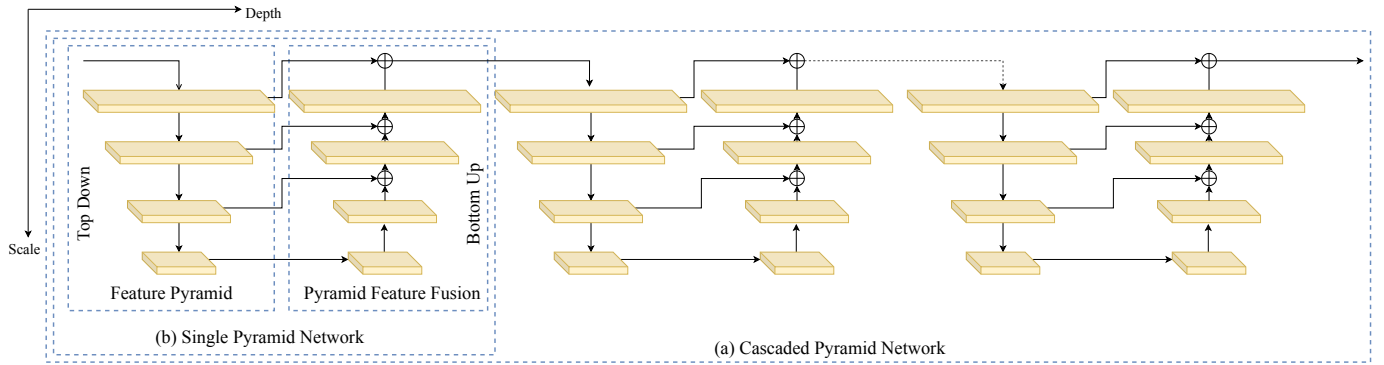 Depth
Scale
Top Down
Bottom Up
Feature Pyramid
Pyramid Feature Fusion
(b) Single Pyramid Network
(a) Cascaded Pyramid Network